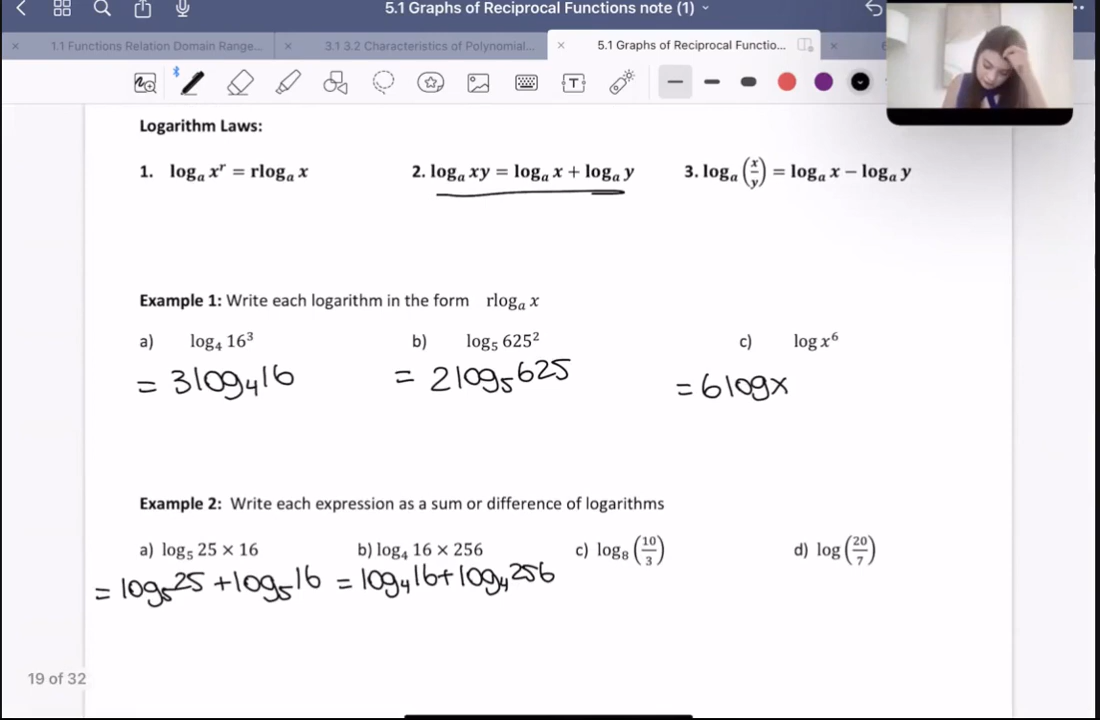 5.1 Graphs of Reciprocal Functions note (1)
1.1 Functions Relation Domain Range... 3.1 3.2 Characteristics of Polynomial... 5.1 Graphs of Reciprocal Functio...
Logarithm Laws:
1. logₐ xʳ = rlogₐ x 2. logₐ xy = logₐ x + logₐ y 3. logₐ (x/y) = logₐ x − logₐ y
Example 1: Write each logarithm in the form rlogₐ x
a) log₄ 16³ b) log₅ 625² c) log x⁶
= 3log₄16 = 2log₅625 = 6logx
Example 2: Write each expression as a sum or difference of logarithms
a) log₅ 25 × 16 b) log₄ 16 × 256 c) log₈ (10/3) d) log (20/7)
= log₅25 + log₅16 = log₄16 + log₄256
19 of 32